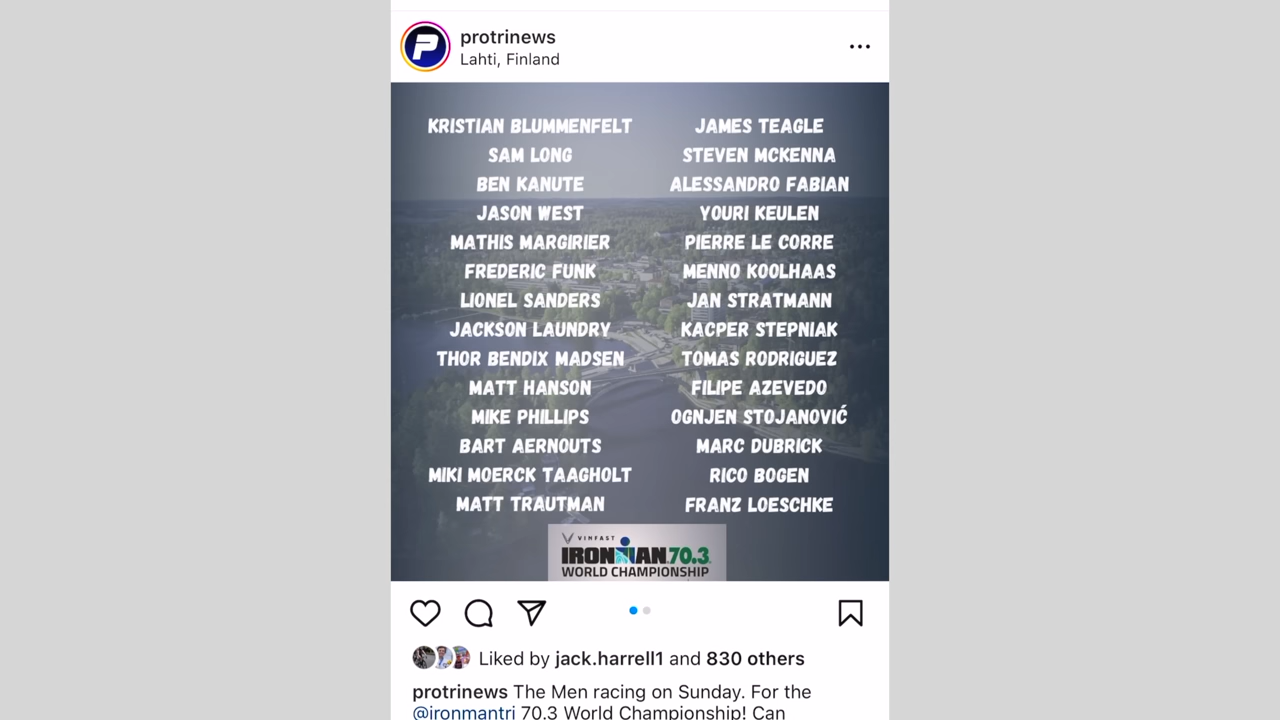 protrinews
Lahti, Finland
KRISTIAN BLUMMENFELT
SAM LONG
BEN KANUTE
JASON WEST
MATHIS MARGIRIER
FREDERIC FUNK
LIONEL SANDERS
JACKSON LAUNDRY
THOR BENDIX MADSEN
MATT HANSON
MIKE PHILLIPS
BART AERNOUTS
MIKI MOERCK TAAGHOLT
MATT TRAUTMAN
JAMES TEAGLE
STEVEN MCKENNA
ALESSANDRO FABIAN
YOURI KEULEN
PIERRE LE CORRE
MENNO KOOLHAAS
JAN STRATMANN
KACPER STEPNIAK
TOMAS RODRIGUEZ
FILIPE AZEVEDO
OGNJEN STOJANOVIĆ
MARC DUBRICK
RICO BOGEN
FRANZ LOESCHKE
VINFAST
IRONMAN 70.3
WORLD CHAMPIONSHIP
Liked by jack.harrell1 and 830 others
protrinews The Men racing on Sunday. For the
@ironmantri 70.3 World Championship! Can